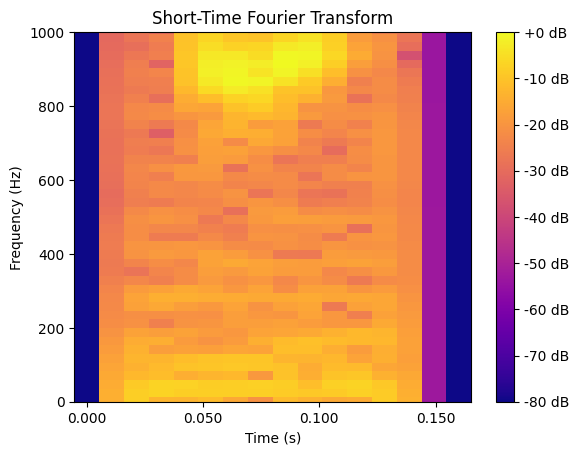 Short-Time Fourier Transform
1000
800
600
400
200
0
Frequency (Hz)
0.000
0.050
0.100
0.150
Time (s)
+0 dB
-10 dB
-20 dB
-30 dB
-40 dB
-50 dB
-60 dB
-70 dB
-80 dB